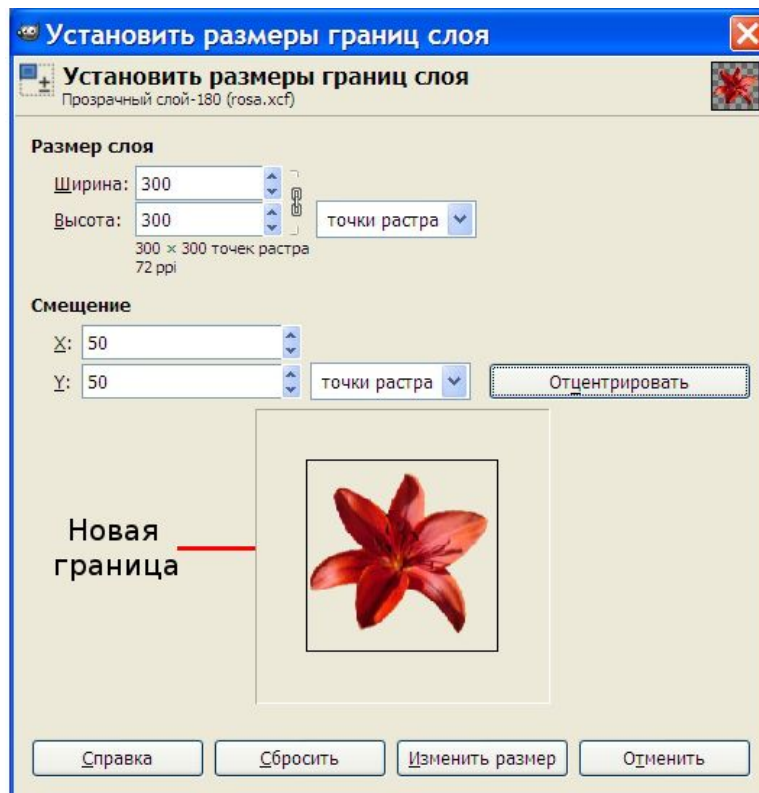 Установить размеры границ слоя
Установить размеры границ слоя
Прозрачный слой-180 (rosa.xcf)
Размер слоя
Ширина: 300
Высота: 300 точки растра
300 × 300 точек растра
72 ppi
Смещение
X: 50
Y: 50 точки растра Отцентрировать
Новая
граница
Справка Сбросить Изменить размер Отменить